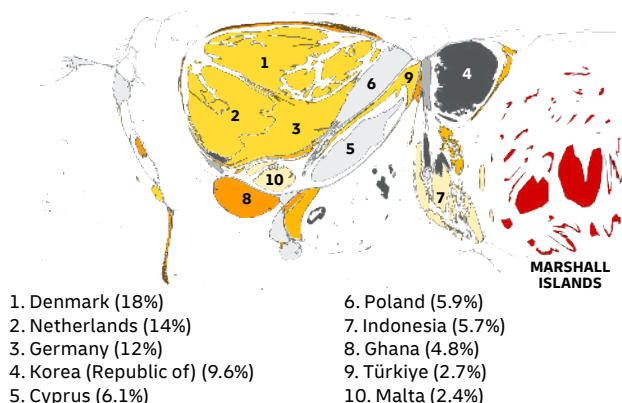 1
2
3
4
5
6
7
8
9
10
MARSHALL
ISLANDS
1. Denmark (18%)
2. Netherlands (14%)
3. Germany (12%)
4. Korea (Republic of) (9.6%)
5. Cyprus (6.1%)
6. Poland (5.9%)
7. Indonesia (5.7%)
8. Ghana (4.8%)
9. Türkiye (2.7%)
10. Malta (2.4%)